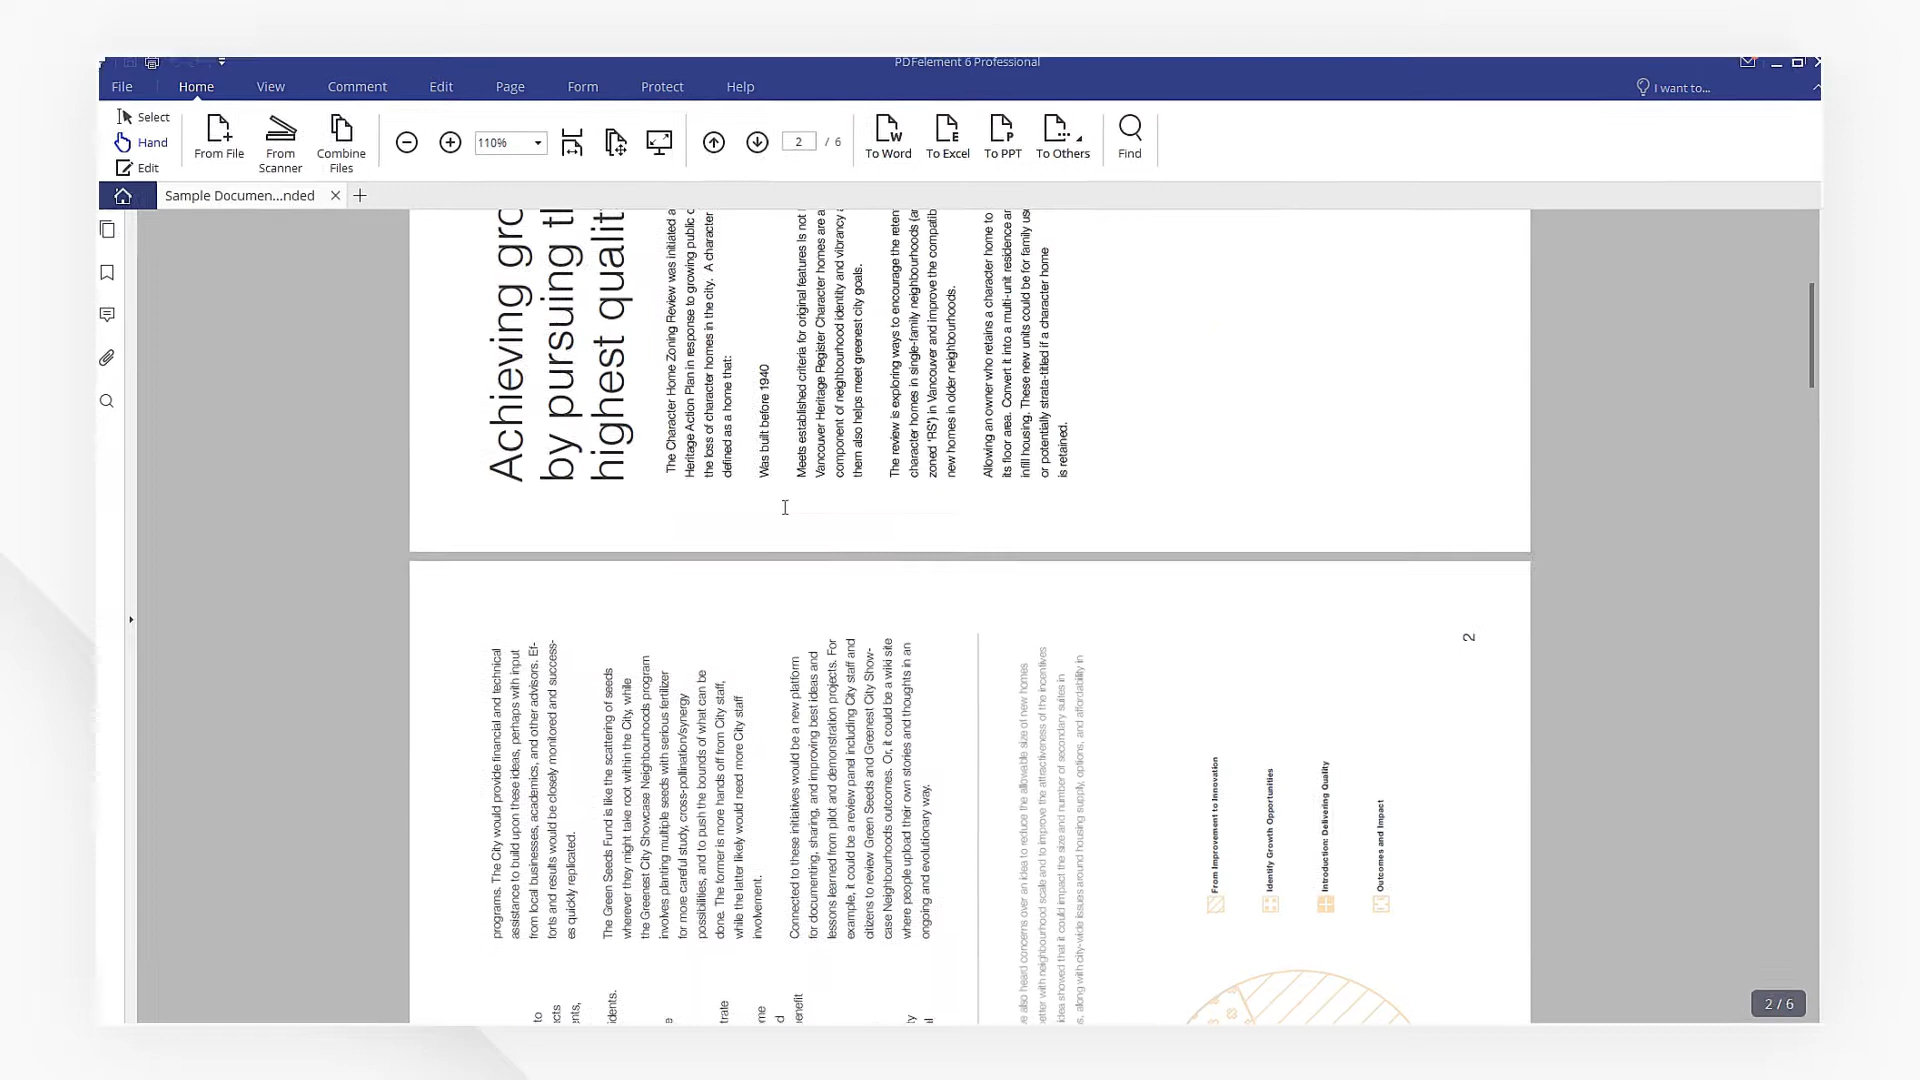 PDFelement 6 Professional
File
Home
View
Comment
Edit
Page
Form
Protect
Help
I want to...
Select
Hand
Edit
From File
From
Scanner
Combine
Files
110%
2 / 6
To Word
To Excel
To PPT
To Others
Find
Sample Documen...nded
Achieving
by pursuing
highest
The Character Home Zoning Review was initiated
Heritage Action Plan in response to growing public
the loss of character homes in the city. A character
defined as a home that:
Was built before 1940
Meets established criteria for original features Is not
Vancouver Heritage Register Character homes are a
component of neighbourhood identity and vibrancy
them also helps meet greenest city goals.
The review is exploring ways to encourage the
character homes in single-family neighbourhoods
zoned 'RS') in Vancouver and improve the
new homes in older neighbourhoods.
Allowing an owner who retains a character home to
its floor area. Convert it into a multi-unit residence
infill housing. These new units could be for family
or potentially strata-titled if a character home
is retained.
programs. The City would provide financial and technical
assistance to build upon these ideas, perhaps with input
from local businesses, academics, and other advisors. Ef-
forts and results would be closely monitored and success-
es quickly replicated.
The Green Seeds Fund is like the scattering of seeds
wherever they might take root within the City, while
the Greenest City Showcase Neighbourhoods program
involves planting multiple seeds with serious fertilizer
for more careful study, cross-pollination/synergy
possibilities, and to push the bounds of what can be
done. The former is more hands off from City staff,
while the latter likely would need more City staff
involvement.
Connected to these initiatives would be a new platform
for documenting, sharing, and improving best ideas and
lessons learned from pilot and demonstration projects. For
example, it could be a review panel including City staff and
citizens to review Green Seeds and Greenest City Show-
case Neighbourhoods outcomes. Or, it could be a wiki site
where people upload their own stories and thoughts in an
ongoing and evolutionary way.
also heard concerns over an idea to reduce the allowable size of new homes
better with neighbourhood scale and to improve the attractiveness of the incentives
idea showed that it could impact the size and number of secondary suites in
along with city-wide issues around housing supply, options, and affordability in
2
From Improvement to Innovation
Identify Growth Opportunities
Introduction: Delivering Quality
Outcomes and Impact
2 / 6